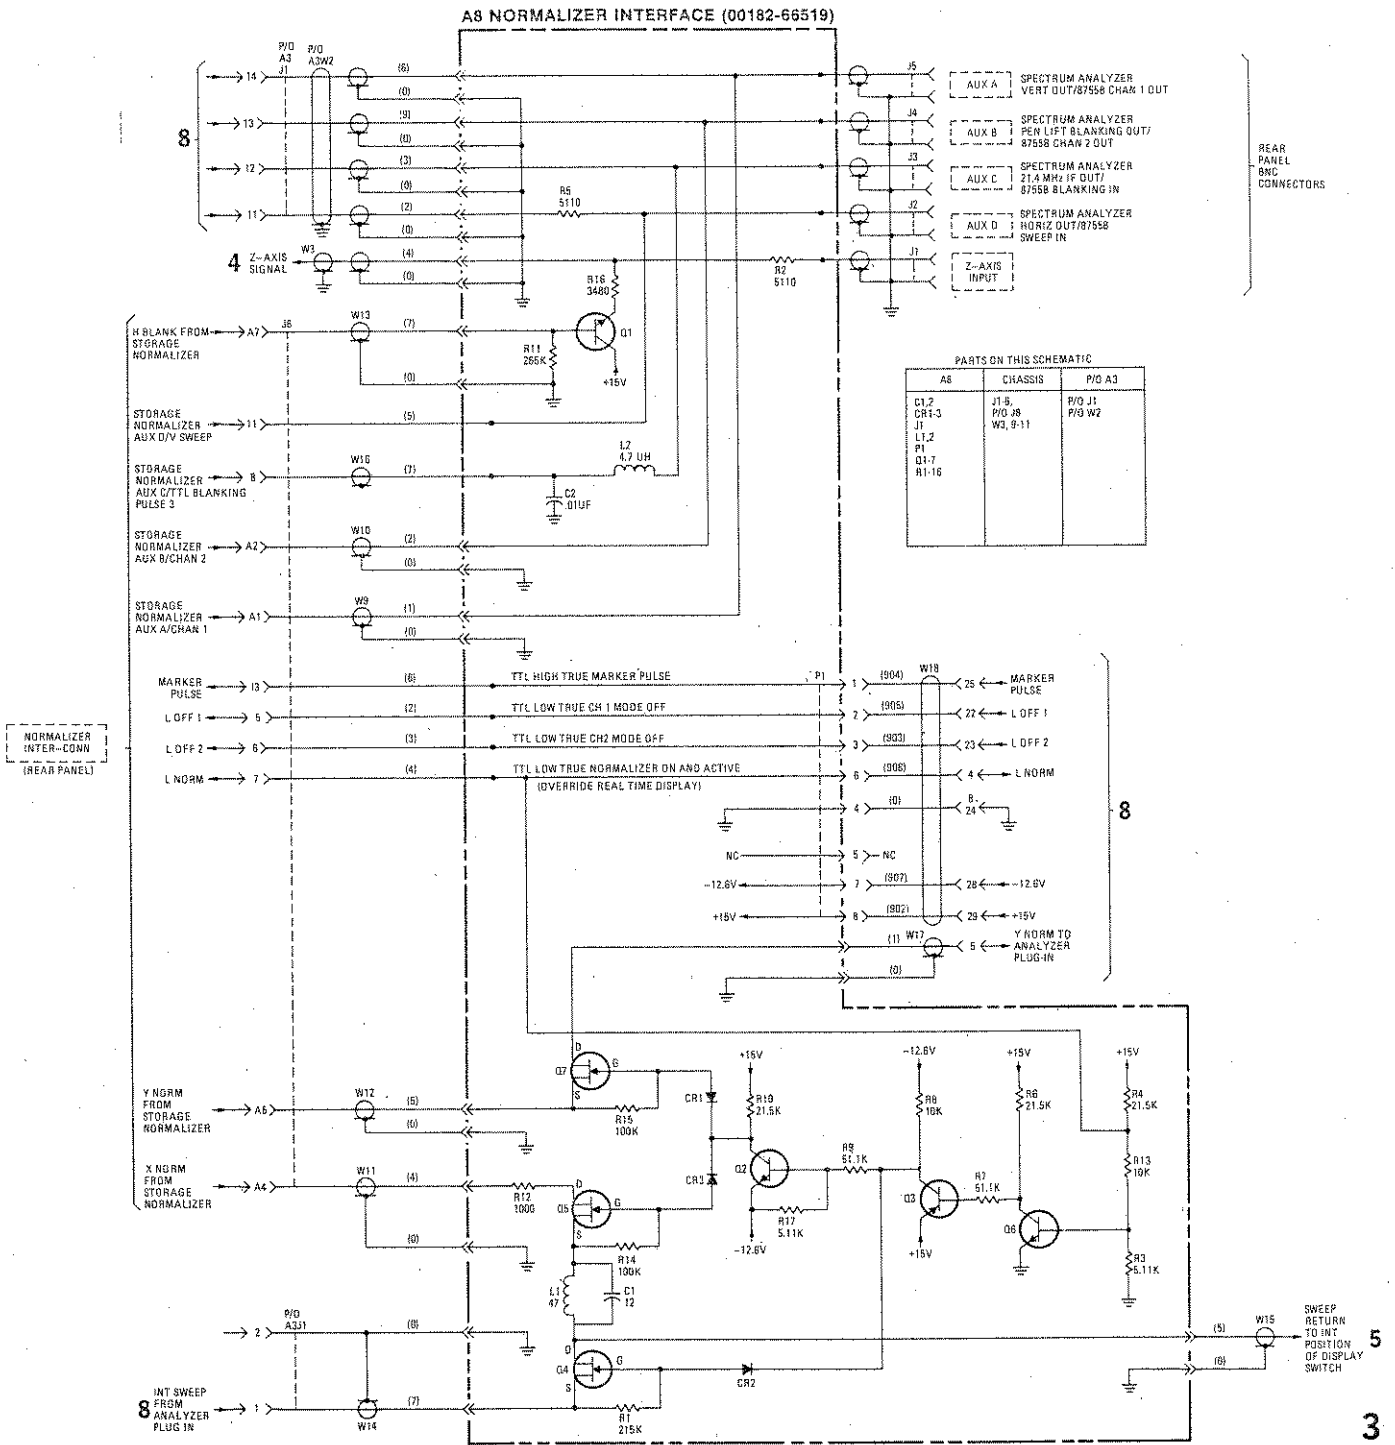 A8 NORMALIZER INTERFACE (00182-66519)
P/O
A3
J1
P/O
A3W2
14
(6)
(0)
13
(9)
(0)
12
(3)
(0)
11
(2)
(0)
8
R5
5110
J5
AUX A
SPECTRUM ANALYZER
VERT OUT/8755B CHAN 1 OUT
J4
AUX B
SPECTRUM ANALYZER
PEN LIFT BLANKING OUT/
8755B CHAN 2 OUT
J3
AUX C
SPECTRUM ANALYZER
21.4 MHz IF OUT/
8755B BLANKING IN
J2
AUX D
SPECTRUM ANALYZER
HORIZ OUT/8755B
SWEEP IN
J1
Z-AXIS
INPUT
REAR
PANEL
BNC
CONNECTORS
4
Z-AXIS
SIGNAL
W3
(4)
(0)
R16
3480
R2
5110
H BLANK FROM
STORAGE
NORMALIZER
A7
J6
W13
(7)
(0)
R11
265K
Q1
+15V
STORAGE
NORMALIZER
AUX D/V SWEEP
11
(5)
STORAGE
NORMALIZER
AUX C/TTL BLANKING
PULSE 3
8
W16
(7)
L2
4.7 UH
C2
.01UF
STORAGE
NORMALIZER
AUX B/CHAN 2
A2
W10
(2)
(0)
STORAGE
NORMALIZER
AUX A/CHAN 1
A1
W9
(1)
(0)
PARTS ON THIS SCHEMATIC
A8
CHASSIS
P/O A3
C1,2
CR1-3
J1
L1,2
P1
Q1-7
R1-16
J1-6,
P/O J8
W3, 9-11
P/O J1
P/O W2
MARKER
PULSE
13
(6)
TTL HIGH TRUE MARKER PULSE
P1
1
(904)
W18
25
MARKER
PULSE
L OFF 1
5
(2)
TTL LOW TRUE CH 1 MODE OFF
2
(905)
22
L OFF 1
L OFF 2
6
(3)
TTL LOW TRUE CH2 MODE OFF
3
(903)
23
L OFF 2
L NORM
7
(4)
TTL LOW TRUE NORMALIZER ON AND ACTIVE
(OVERRIDE REAL TIME DISPLAY)
6
(906)
4
L NORM
4
(0)
8,
24
NC
5
NC
-12.6V
7
(907)
28
-12.6V
+15V
8
(902)
29
+15V
8
NORMALIZER
INTER-CONN
(REAR PANEL)
(1)
W17
5
Y NORM TO
ANALYZER
PLUG-IN
(0)
Y NORM
FROM
STORAGE
NORMALIZER
A6
W12
(5)
(0)
D
Q7
G
S
R15
100K
CR1
+15V
R10
21.5K
-12.6V
R8
10K
+15V
R6
21.5K
+15V
R4
21.5K
X NORM
FROM
STORAGE
NORMALIZER
A4
W11
(4)
(0)
R12
1000
D
Q5
G
S
R14
100K
CR3
Q2
R9
51.1K
R17
5.11K
-12.6V
Q3
R7
51.1K
+15V
Q6
R13
10K
R3
5.11K
L1
47
C1
12
P/O
A3J1
2
(8)
D
Q4
G
S
CR2
R1
215K
8
INT SWEEP
FROM
ANALYZER
PLUG IN
1
W14
(7)
(5)
W15
(6)
SWEEP
RETURN
TO INT
POSITION
OF DISPLAY
SWITCH
5
3